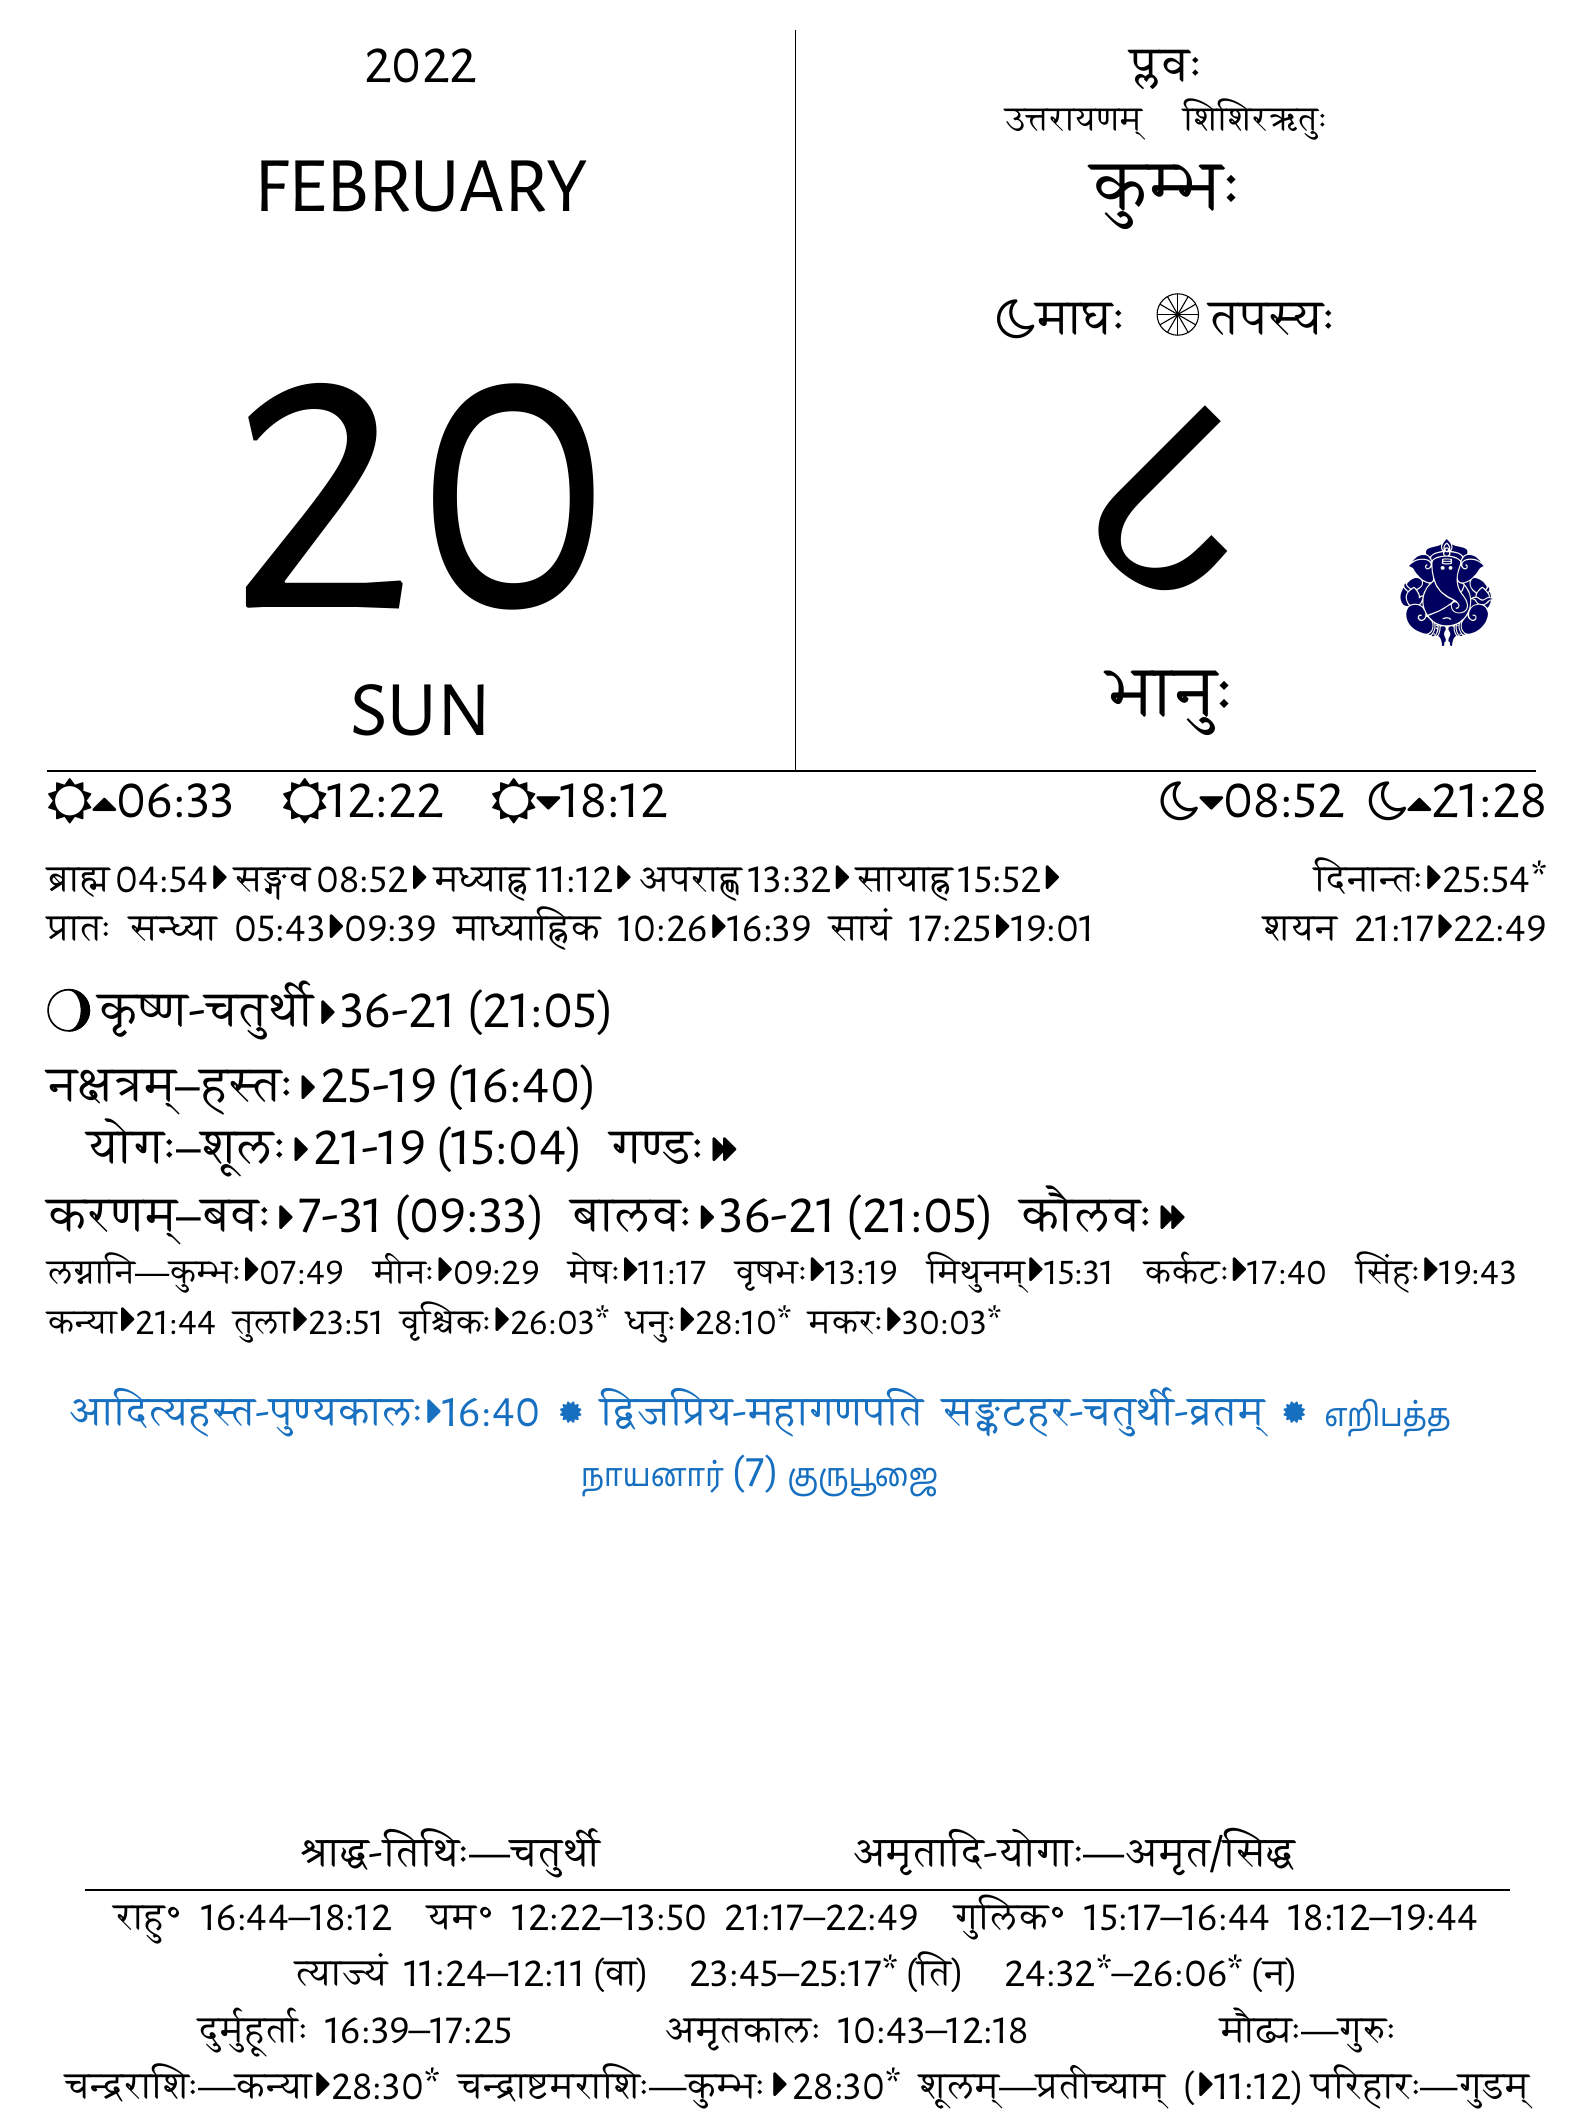 2022
FEBRUARY
20
SUN
प्लवः
उत्तरायणम् शिशिरऋतुः
कुम्भः
माघः तपस्यः
८
भानुः
06:33 12:22 18:12 08:52 21:28
ब्राह्म 04:54 सङ्गव 08:52 मध्याह्न 11:12 अपराह्ण 13:32 सायाह्न 15:52 दिनान्तः 25:54*
प्रातः सन्ध्या 05:43 09:39 माध्याह्निक 10:26 16:39 सायं 17:25 19:01 शयन 21:17 22:49
कृष्ण-चतुर्थी 36-21 (21:05)
नक्षत्रम्–हस्तः 25-19 (16:40)
योगः–शूलः 21-19 (15:04) गण्डः
करणम्–बवः 7-31 (09:33) बालवः 36-21 (21:05) कौलवः
लग्नानि—कुम्भः 07:49 मीनः 09:29 मेषः 11:17 वृषभः 13:19 मिथुनम् 15:31 कर्कटः 17:40 सिंहः 19:43
कन्या 21:44 तुला 23:51 वृश्चिकः 26:03* धनुः 28:10* मकरः 30:03*
आदित्यहस्त-पुण्यकालः 16:40 द्विजप्रिय-महागणपति सङ्कटहर-चतुर्थी-व्रतम् எறிபத்த
நாயனார் (7) குருபூஜை
श्राद्ध-तिथिः—चतुर्थी अमृतादि-योगाः—अमृत/सिद्ध
राहु॰ 16:44–18:12 यम॰ 12:22–13:50 21:17–22:49 गुलिक॰ 15:17–16:44 18:12–19:44
त्याज्यं 11:24–12:11 (वा) 23:45–25:17* (ति) 24:32*–26:06* (न)
दुर्मुहूर्ताः 16:39–17:25 अमृतकालः 10:43–12:18 मौढ्यः—गुरुः
चन्द्रराशिः—कन्या 28:30* चन्द्राष्टमराशिः—कुम्भः 28:30* शूलम्—प्रतीच्याम् ( 11:12) परिहारः—गुडम्